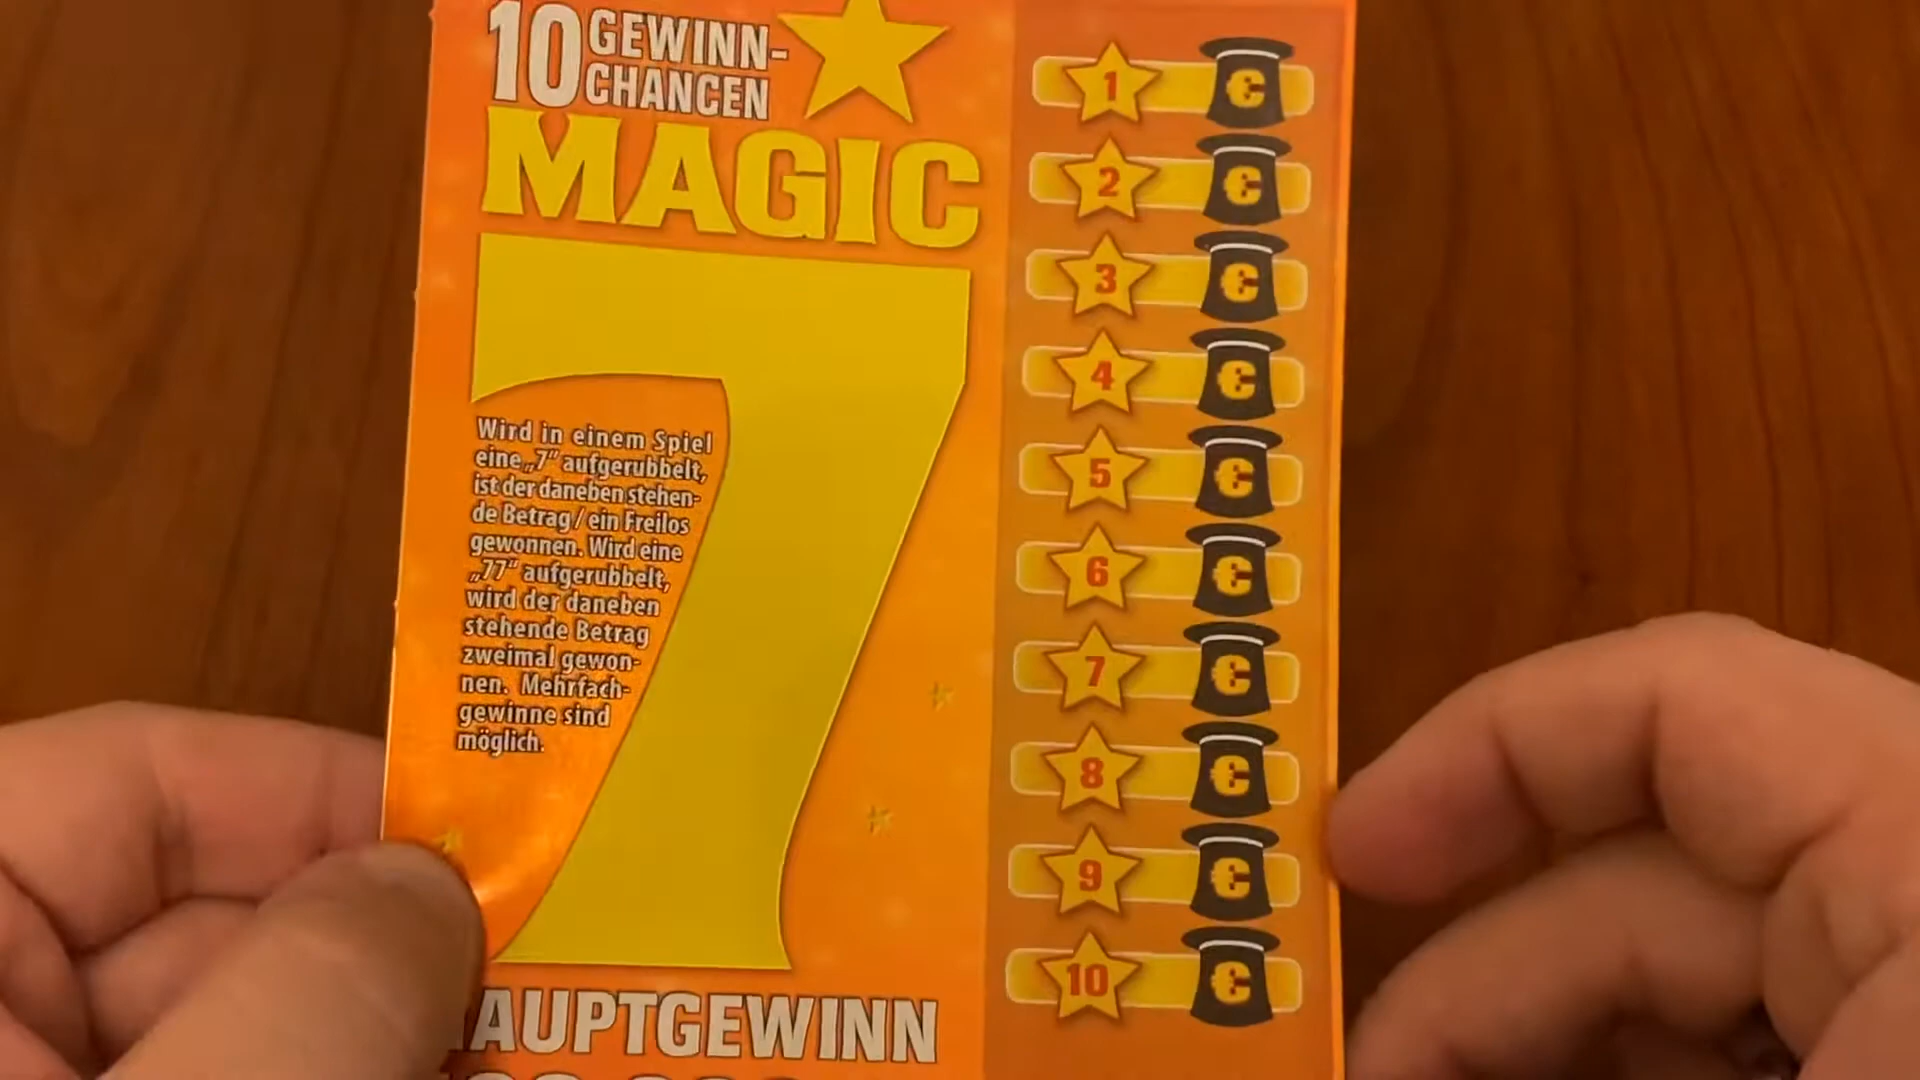 10 GEWINN-
CHANCEN
MAGIC
7
Wird in einem Spiel
eine „7“ aufgerubbelt,
ist der daneben stehen-
de Betrag / ein Freilos
gewonnen. Wird eine
„77“ aufgerubbelt,
wird der daneben
stehende Betrag
zweimal gewon-
nen. Mehrfach-
gewinne sind
möglich.
AUPTGEWINN
1 €
2 €
3 €
4 €
5 €
6 €
7 €
8 €
9 €
10 €